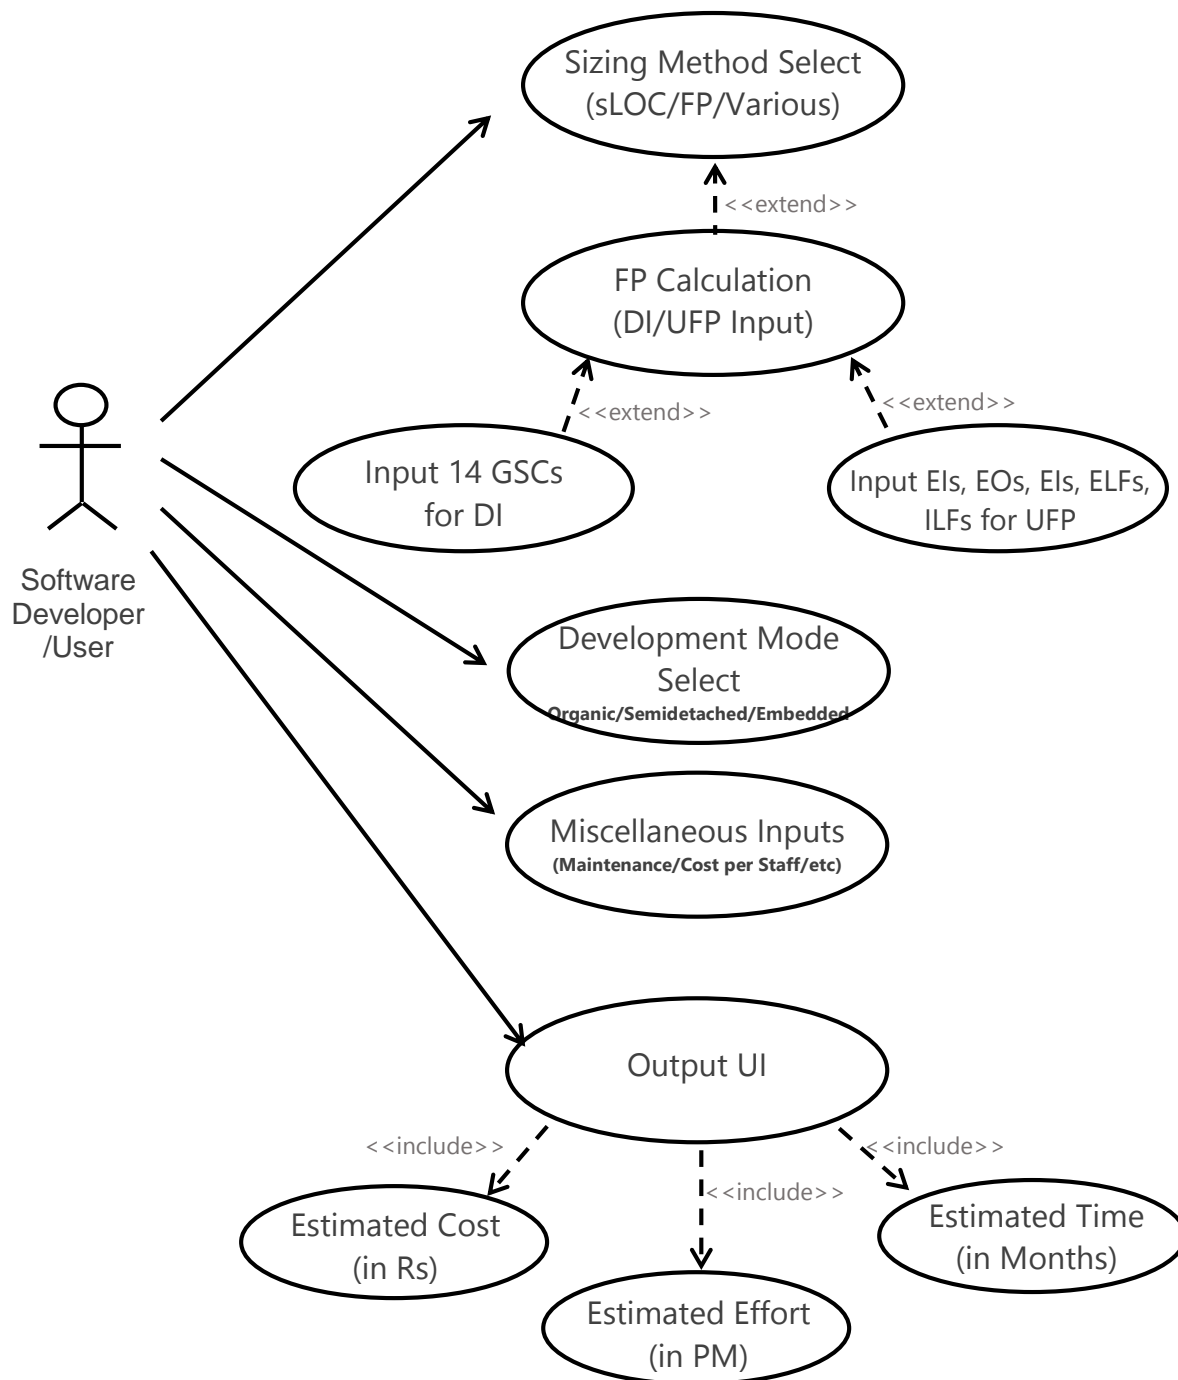 Sizing Method Select
(sLOC/FP/Various)
<<extend>>
FP Calculation
(DI/UFP Input)
<<extend>>
<<extend>>
Input 14 GSCs
for DI
Input EIs, EOs, EIs, ELFs,
ILFs for UFP
Software
Developer
/User
Development Mode
Select
Organic/Semidetached/Embedded
Miscellaneous Inputs
(Maintenance/Cost per Staff/etc)
Output UI
<<include>>
<<include>>
<<include>>
Estimated Cost
(in Rs)
Estimated Time
(in Months)
Estimated Effort
(in PM)